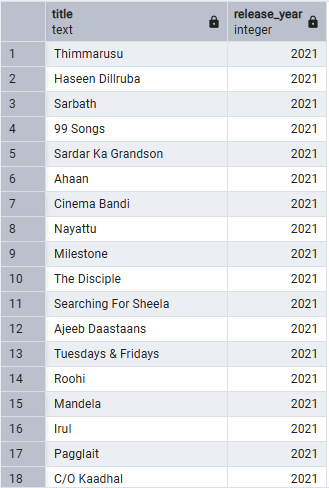 title release_year
text integer
1 Thimmarusu 2021
2 Haseen Dillruba 2021
3 Sarbath 2021
4 99 Songs 2021
5 Sardar Ka Grandson 2021
6 Ahaan 2021
7 Cinema Bandi 2021
8 Nayattu 2021
9 Milestone 2021
10 The Disciple 2021
11 Searching For Sheela 2021
12 Ajeeb Daastaans 2021
13 Tuesdays & Fridays 2021
14 Roohi 2021
15 Mandela 2021
16 Irul 2021
17 Pagglait 2021
18 C/O Kaadhal 2021